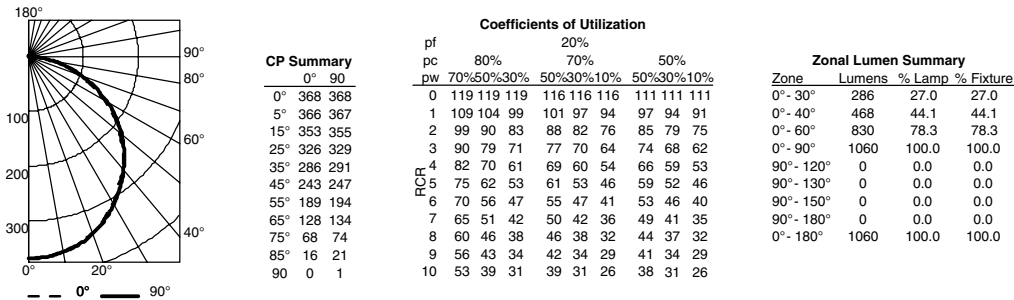 180°
90°
80°
60°
40°
100
200
300
0° 20°
0° 90°
CP Summary
0° 90
0° 368 368
5° 366 367
15° 353 355
25° 326 329
35° 286 291
45° 243 247
55° 189 194
65° 128 134
75° 68 74
85° 16 21
90 0 1
Coefficients of Utilization
pf 20%
pc 80% 70% 50%
pw 70%50%30% 50%30%10% 50%30%10%
RCR
0 119 119 119 116 116 116 111 111 111
1 109 104 99 101 97 94 97 94 91
2 99 90 83 88 82 76 85 79 75
3 90 79 71 77 70 64 74 68 62
4 82 70 61 69 60 54 66 59 53
5 75 62 53 61 53 46 59 52 46
6 70 56 47 55 47 41 53 46 40
7 65 51 42 50 42 36 49 41 35
8 60 46 38 46 38 32 44 37 32
9 56 43 34 42 34 29 41 34 29
10 53 39 31 39 31 26 38 31 26
Zonal Lumen Summary
Zone Lumens % Lamp % Fixture
0°- 30° 286 27.0 27.0
0°- 40° 468 44.1 44.1
0°- 60° 830 78.3 78.3
0°- 90° 1060 100.0 100.0
90°- 120° 0 0.0 0.0
90°- 130° 0 0.0 0.0
90°- 150° 0 0.0 0.0
90°- 180° 0 0.0 0.0
0°- 180° 1060 100.0 100.0